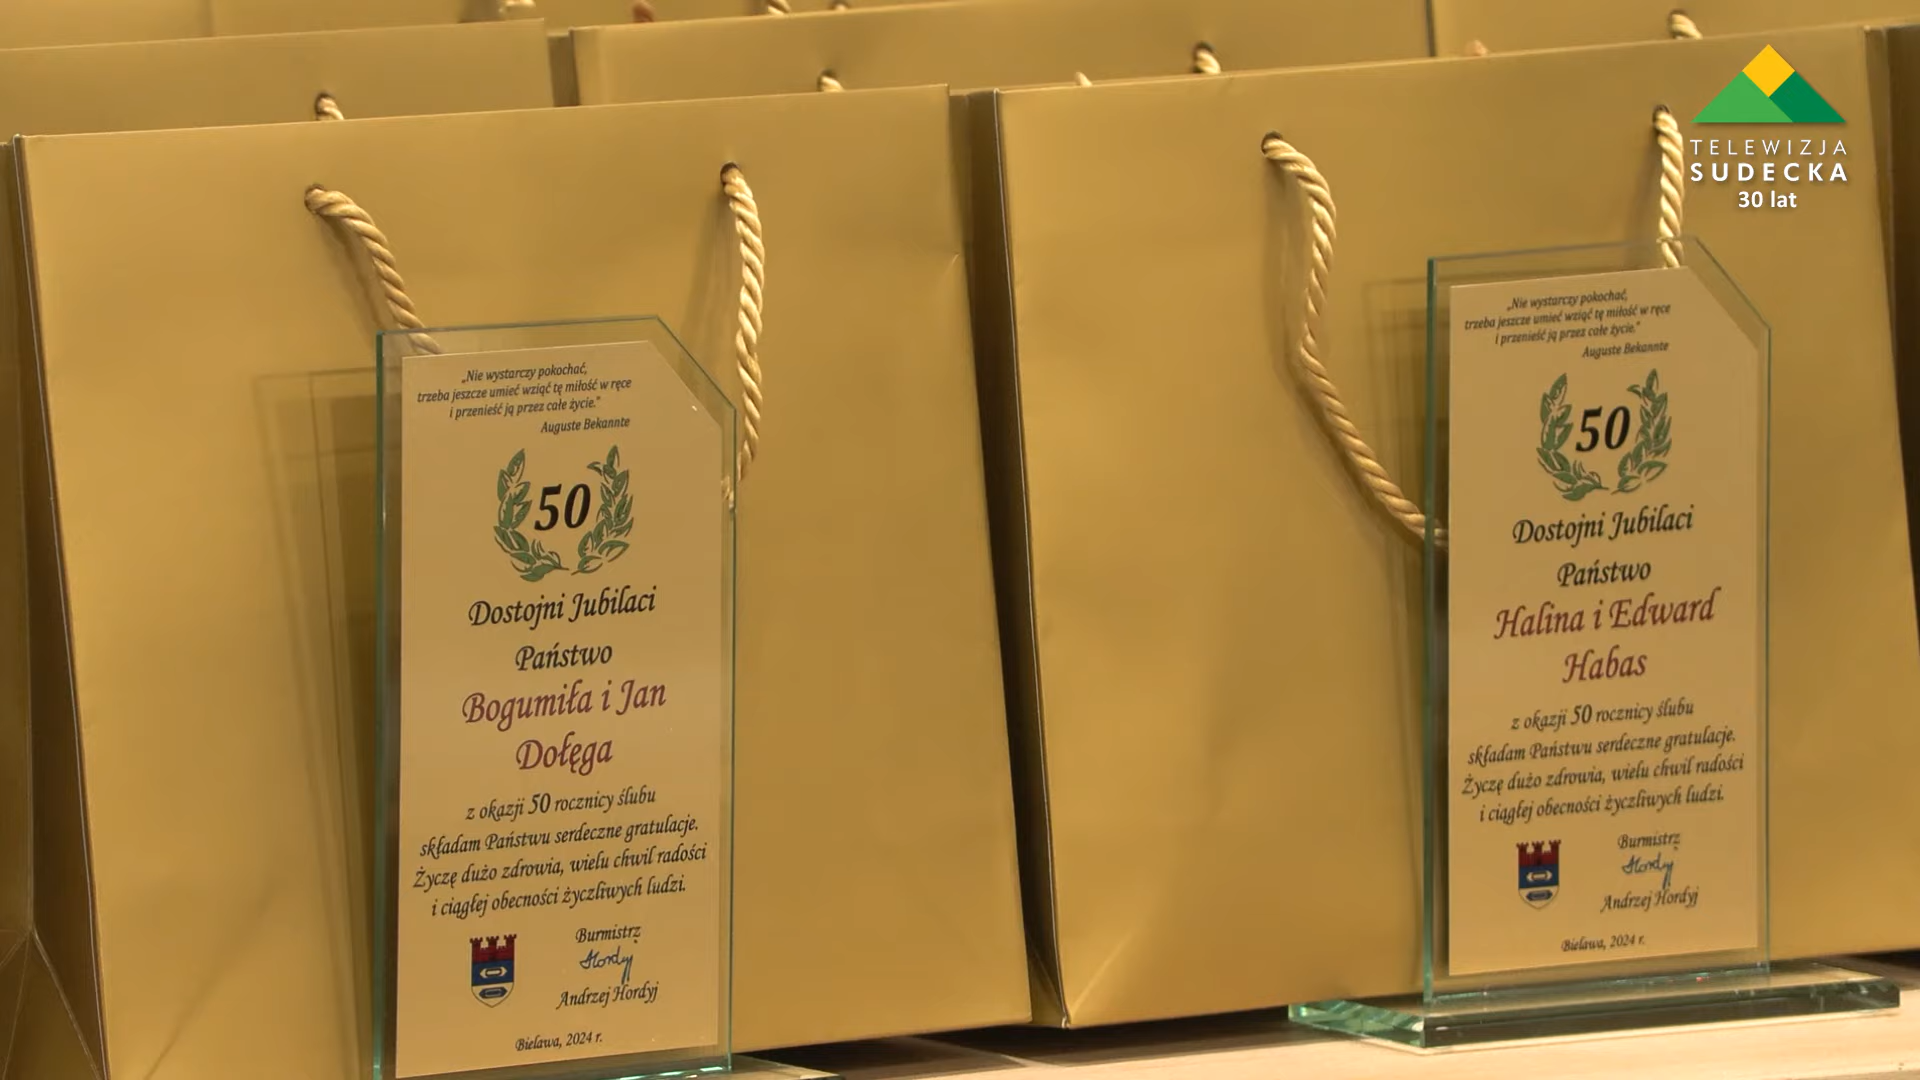 „Nie wystarczy pokochać,
trzeba jeszcze umieć wziąć tę miłość w ręce
i przenieść ją przez całe życie."
Auguste Bekannte
50
Dostojni Jubilaci
Państwo
Bogumiła i Jan
Dołęga
z okazji 50 rocznicy ślubu
składam Państwu serdeczne gratulacje.
Życzę dużo zdrowia, wielu chwil radości
i ciągłej obecności życzliwych ludzi.
Burmistrz
Andrzej Hordyj
Bielawa, 2024 r.
„Nie wystarczy pokochać,
trzeba jeszcze umieć wziąć tę miłość w ręce
i przenieść ją przez całe życie."
Auguste Bekannte
50
Dostojni Jubilaci
Państwo
Halina i Edward
Habas
z okazji 50 rocznicy ślubu
składam Państwu serdeczne gratulacje.
Życzę dużo zdrowia, wielu chwil radości
i ciągłej obecności życzliwych ludzi.
Burmistrz
Andrzej Hordyj
Bielawa, 2024 r.
TELEWIZJA
SUDECKA
30 lat